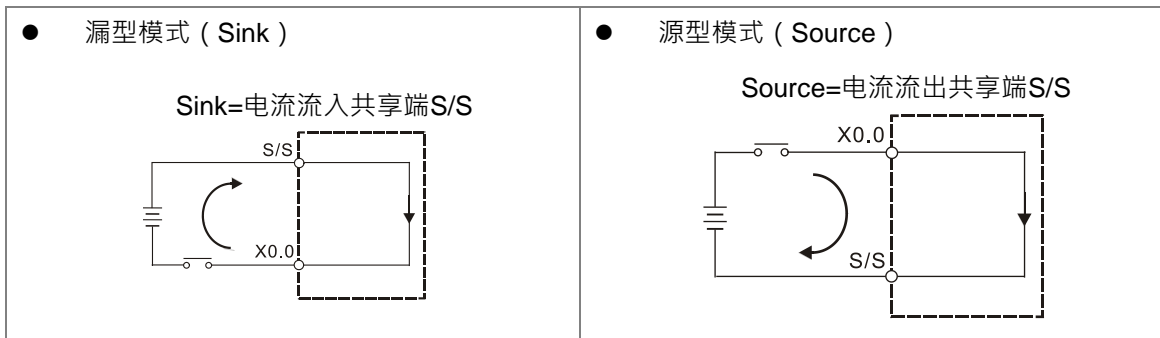 ● 漏型模式（Sink）
Sink=电流流入共享端S/S
S/S
X0.0
● 源型模式（Source）
Source=电流流出共享端S/S
X0.0
S/S